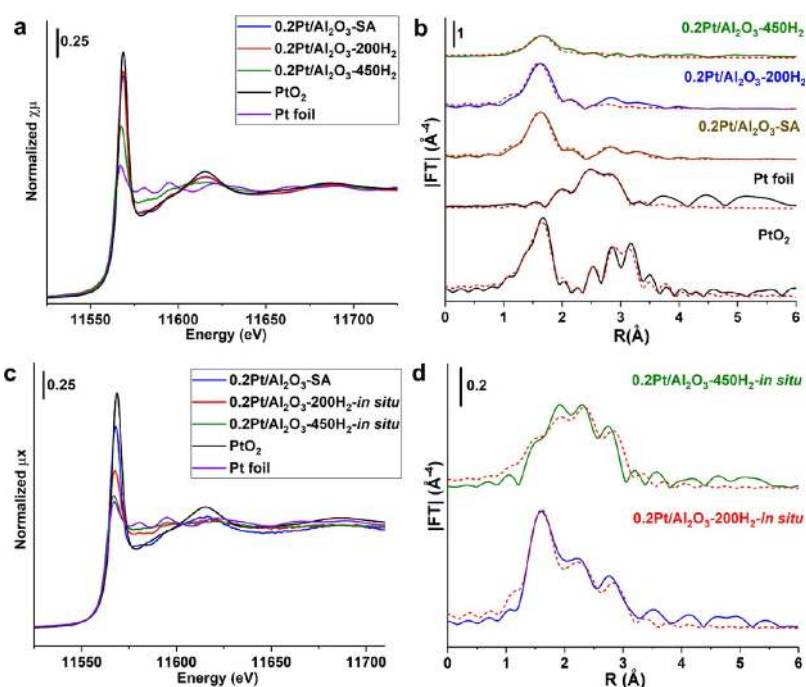 a
0.25
0.2Pt/Al₂O₃-SA
0.2Pt/Al₂O₃-200H₂
0.2Pt/Al₂O₃-450H₂
PtO₂
Pt foil
Normalized χμ
11550 11600 11650 11700
Energy (eV)
b
1
0.2Pt/Al₂O₃-450H₂
0.2Pt/Al₂O₃-200H₂
0.2Pt/Al₂O₃-SA
Pt foil
PtO₂
|FT| (Å⁻⁴)
0 1 2 3 4 5 6
R(Å)
c
0.25
0.2Pt/Al₂O₃-SA
0.2Pt/Al₂O₃-200H₂-in situ
0.2Pt/Al₂O₃-450H₂-in situ
PtO₂
Pt foil
Normalized μx
11550 11600 11650 11700
Energy (eV)
d
0.2
0.2Pt/Al₂O₃-450H₂-in situ
0.2Pt/Al₂O₃-200H₂-in situ
|FT| (Å⁻⁴)
0 1 2 3 4 5 6
R (Å)